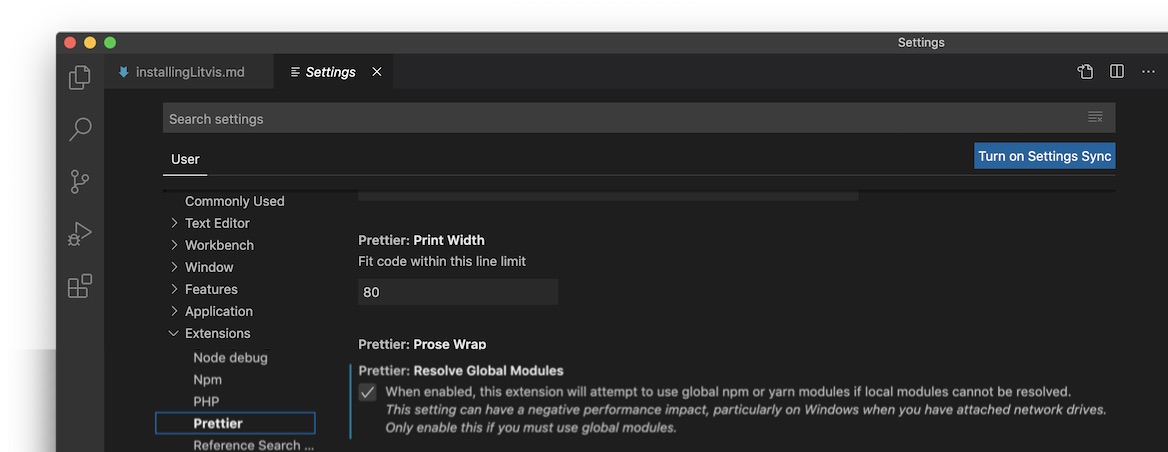 Settings
installingLitvis.md
Settings
Search settings
User
Turn on Settings Sync
Commonly Used
Text Editor
Workbench
Window
Features
Application
Extensions
Node debug
Npm
PHP
Prettier
Reference Search ...
Prettier: Print Width
Fit code within this line limit
80
Prettier: Prose Wrap
Prettier: Resolve Global Modules
When enabled, this extension will attempt to use global npm or yarn modules if local modules cannot be resolved.
This setting can have a negative performance impact, particularly on Windows when you have attached network drives.
Only enable this if you must use global modules.